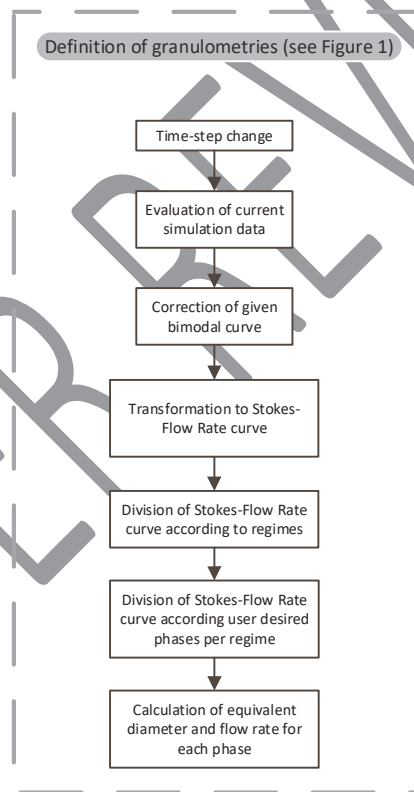 Definition of granulometries (see Figure 1)
Time-step change
Evaluation of current
simulation data
Correction of given
bimodal curve
Transformation to Stokes-
Flow Rate curve
Division of Stokes-Flow Rate
curve according to regimes
Division of Stokes-Flow Rate
curve according user desired
phases per regime
Calculation of equivalent
diameter and flow rate for
each phase